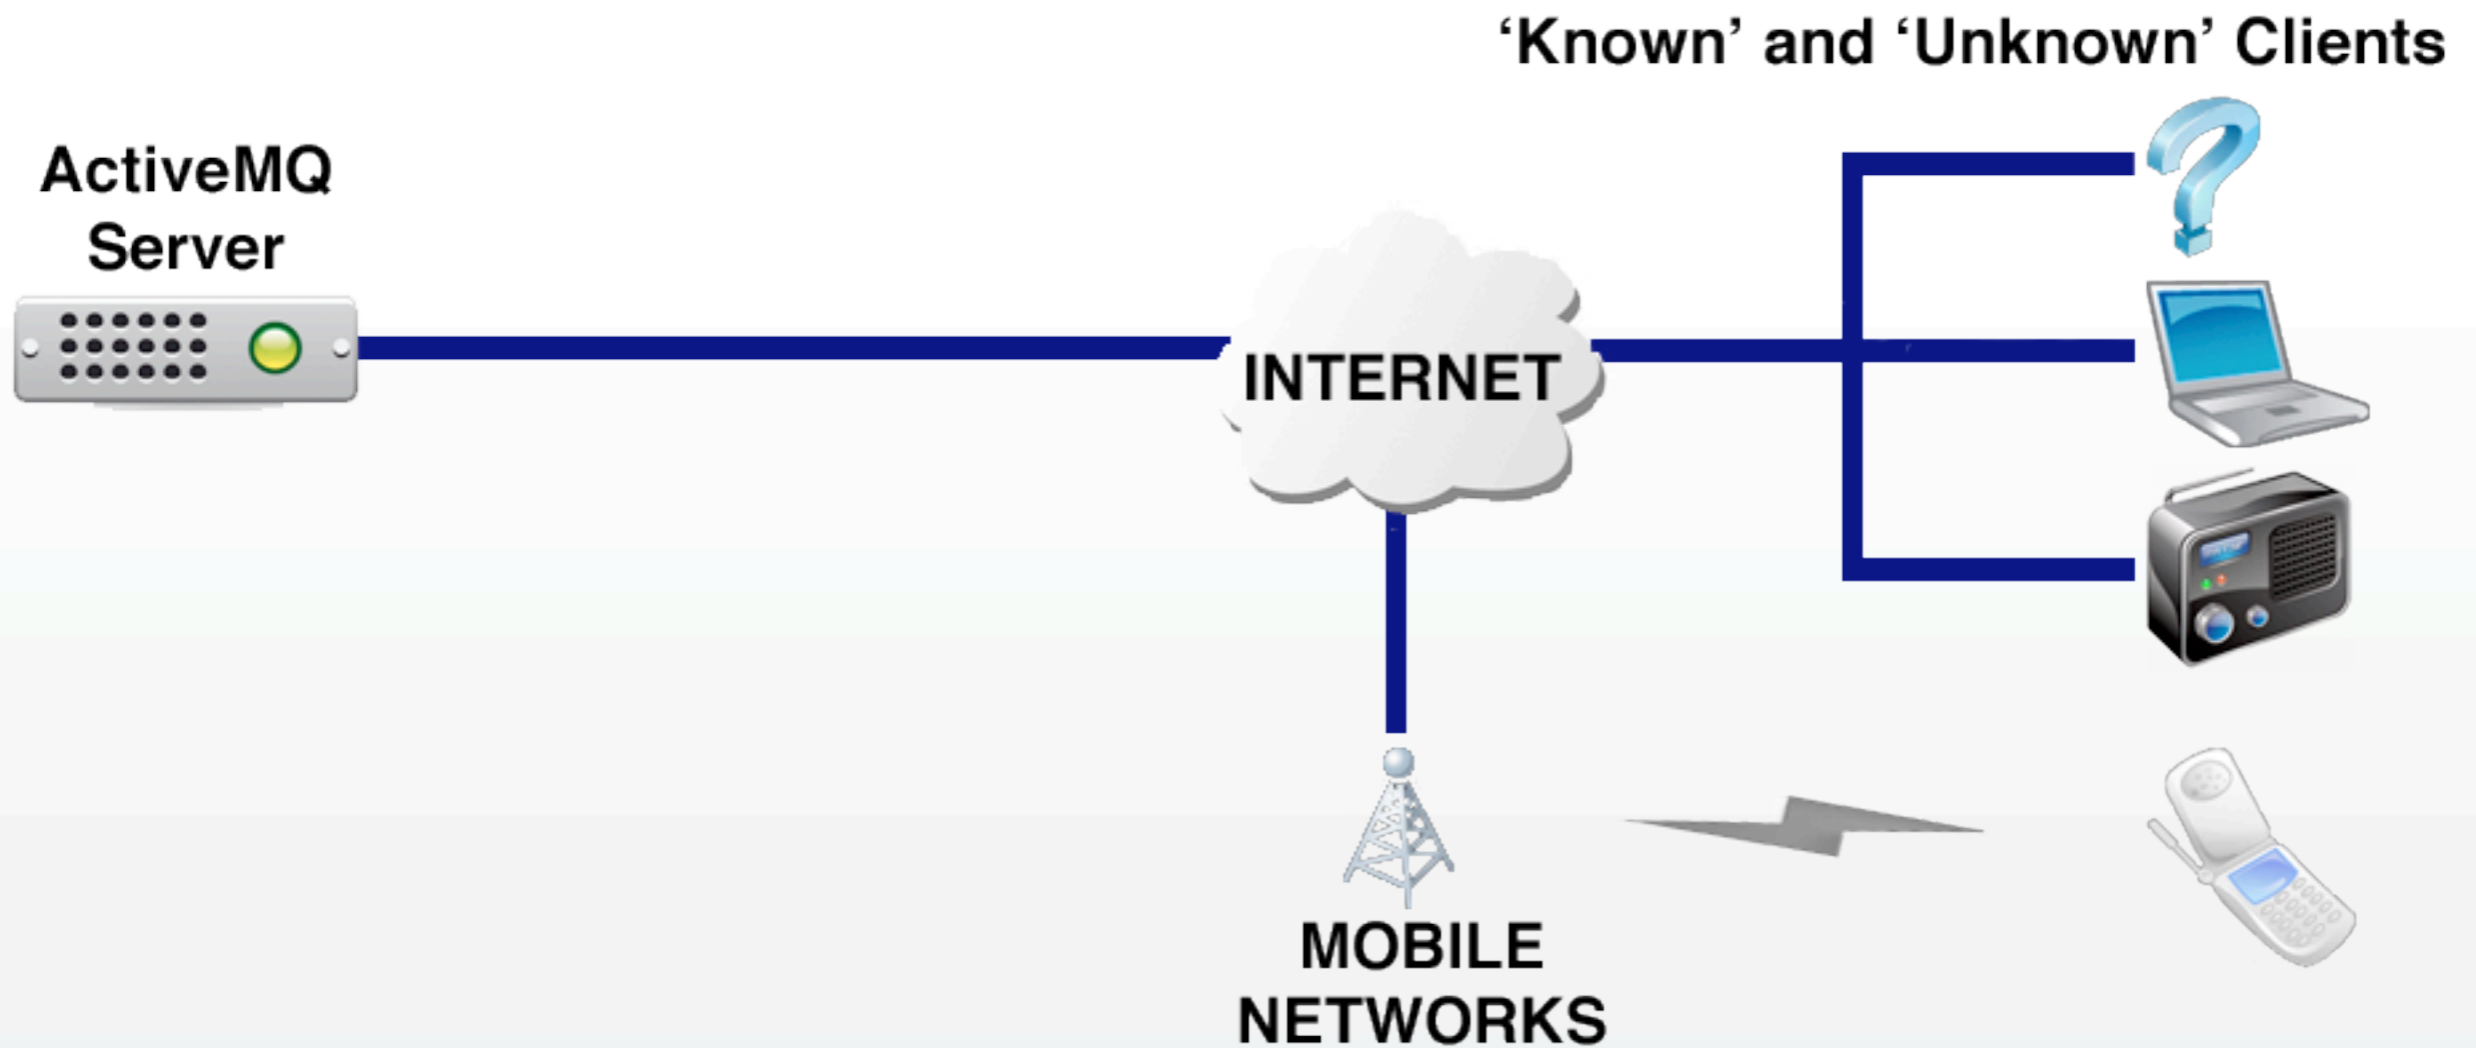 ‘Known’ and ‘Unknown’ Clients
ActiveMQ
Server
INTERNET
MOBILE
NETWORKS